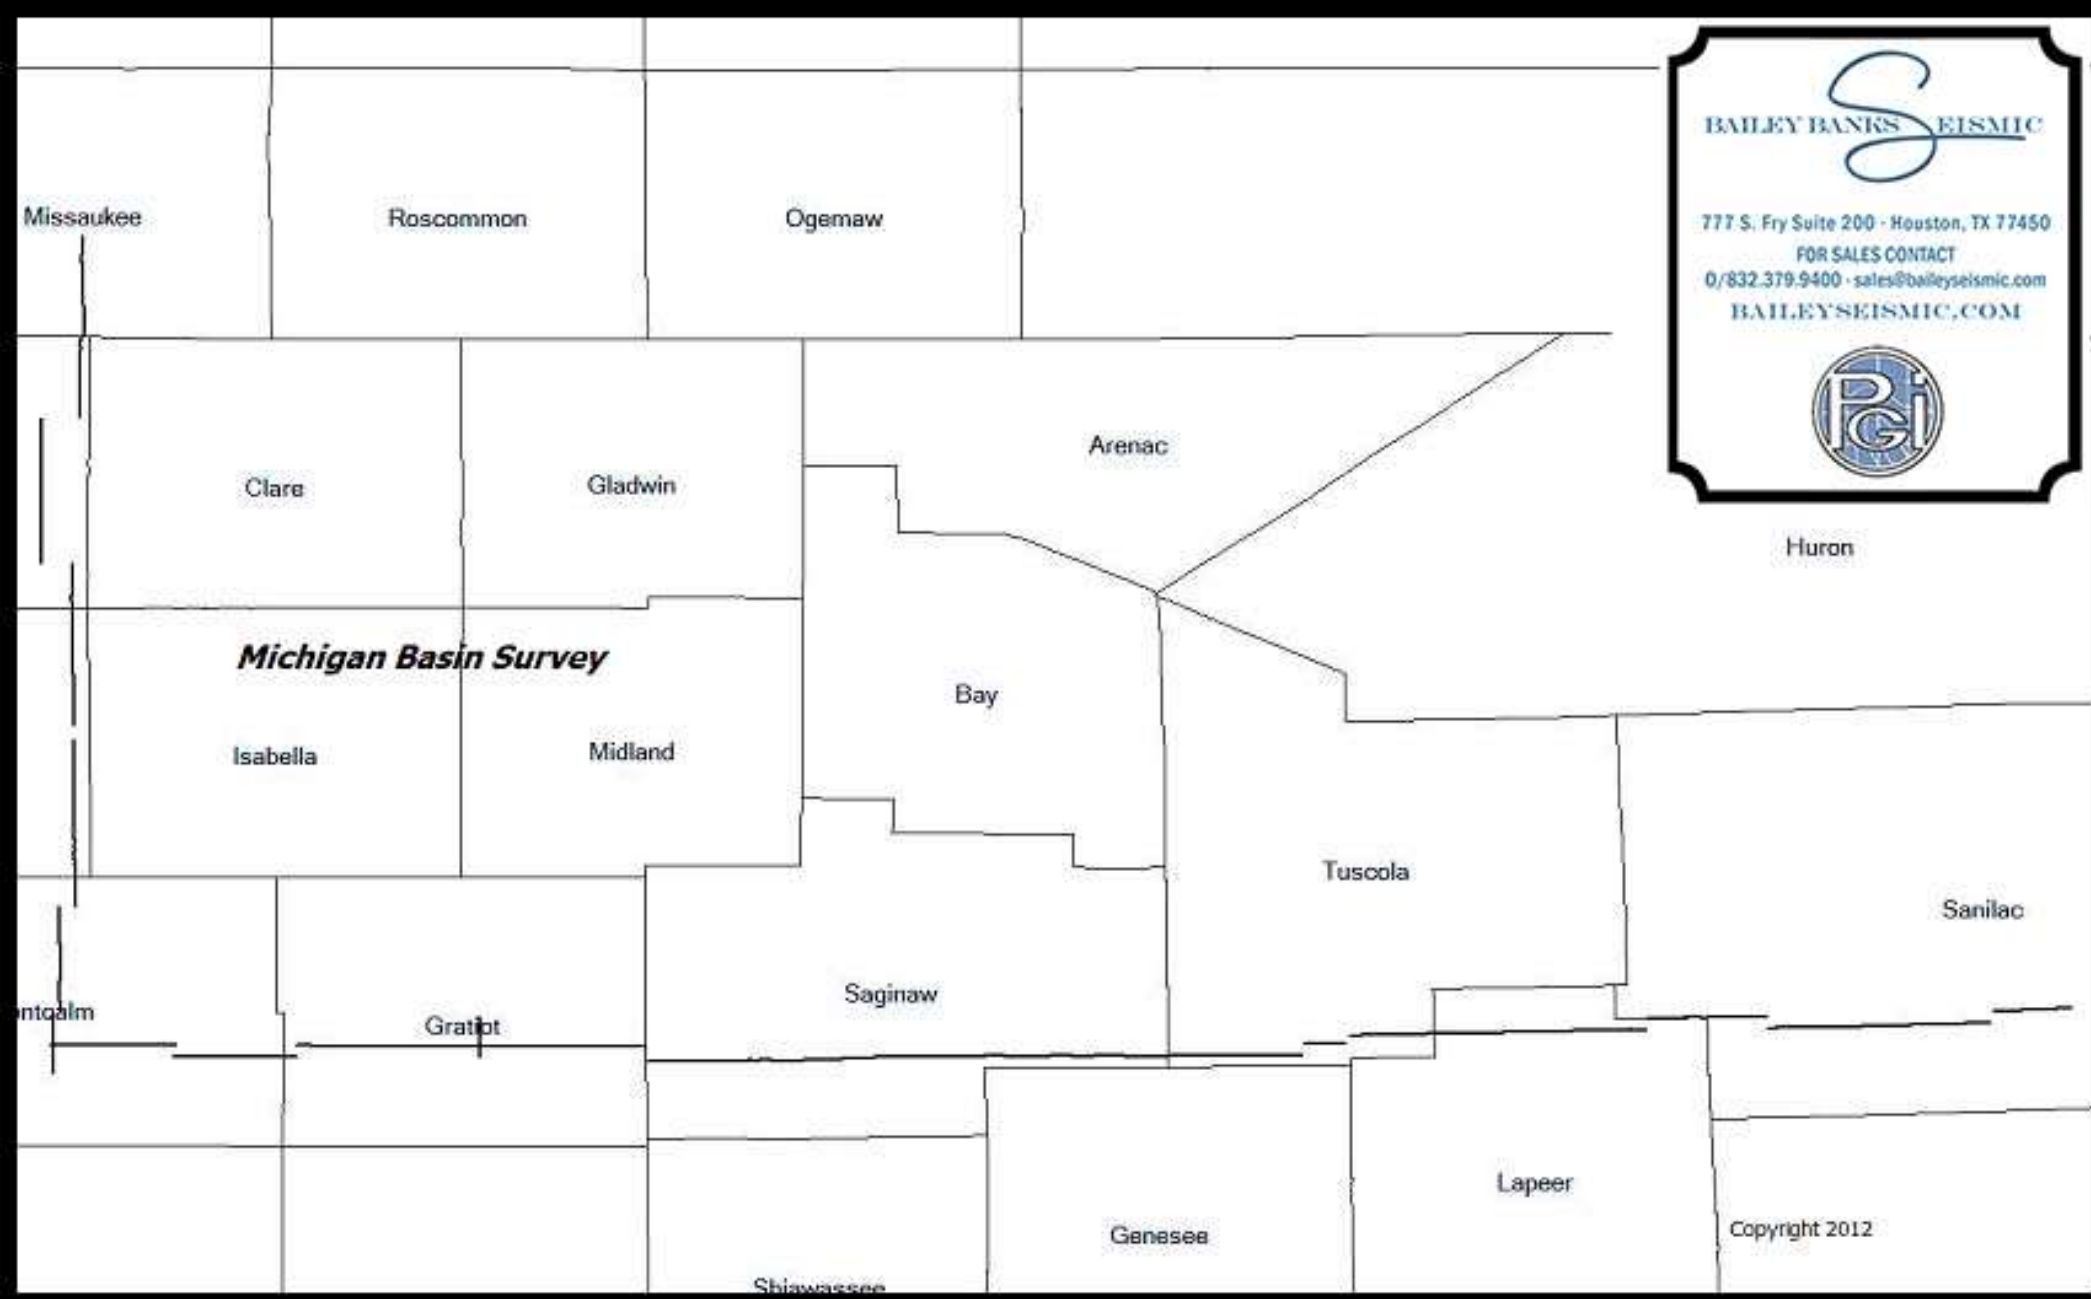 BAILEY BANKS SEISMIC
777 S. Fry Suite 200 - Houston, TX 77450
FOR SALES CONTACT
O/832.379.9400 - sales@baileyseismic.com
BAILEYSEISMIC.COM
PGI
Missaukee
Roscommon
Ogemaw
Arenac
Clare
Gladwin
Huron
Michigan Basin Survey
Bay
Isabella
Midland
Tuscola
Sanilac
Saginaw
ntcalm
Gratiot
Lapeer
Copyright 2012
Genesee
Shiawassee